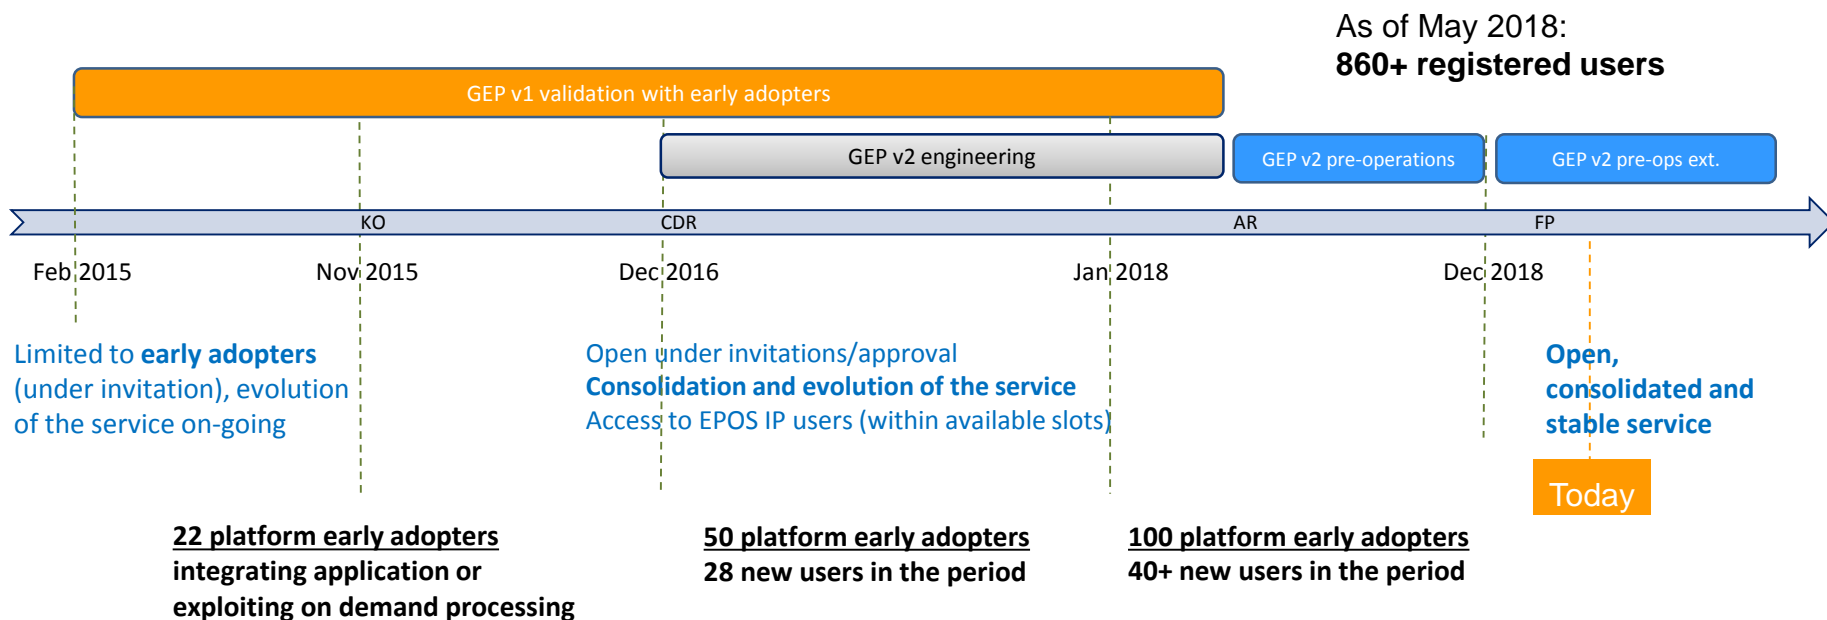 As of May 2018:
860+ registered users
GEP v1 validation with early adopters
GEP v2 engineering
GEP v2 pre-operations
GEP v2 pre-ops ext.
KO
CDR
AR
FP
Feb 2015
Nov 2015
Dec 2016
Jan 2018
Dec 2018
Limited to early adopters
(under invitation), evolution
of the service on-going
Open under invitations/approval
Consolidation and evolution of the service
Access to EPOS IP users (within available slots)
Open,
consolidated and
stable service
Today
22 platform early adopters
integrating application or
exploiting on demand processing
50 platform early adopters
28 new users in the period
100 platform early adopters
40+ new users in the period